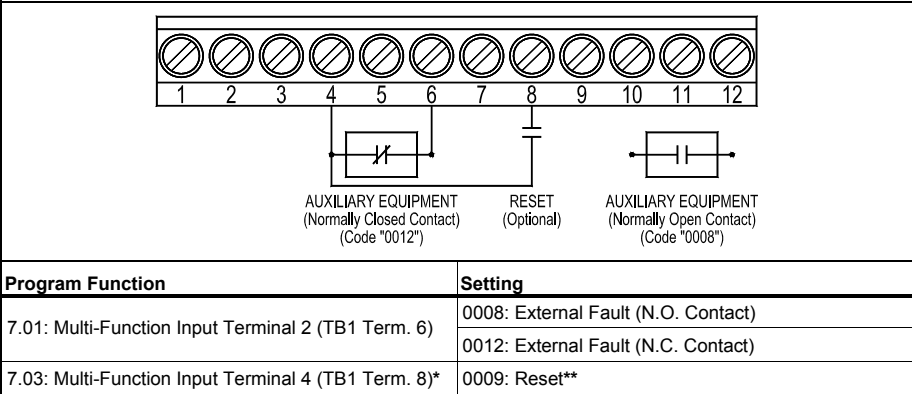 1 2 3 4 5 6 7 8 9 10 11 12
AUXILIARY EQUIPMENT
(Normally Closed Contact)
(Code "0012")
RESET
(Optional)
AUXILIARY EQUIPMENT
(Normally Open Contact)
(Code "0008")
Program Function Setting
7.01: Multi-Function Input Terminal 2 (TB1 Term. 6)
0008: External Fault (N.O. Contact)
0012: External Fault (N.C. Contact)
7.03: Multi-Function Input Terminal 4 (TB1 Term. 8)* 0009: Reset**